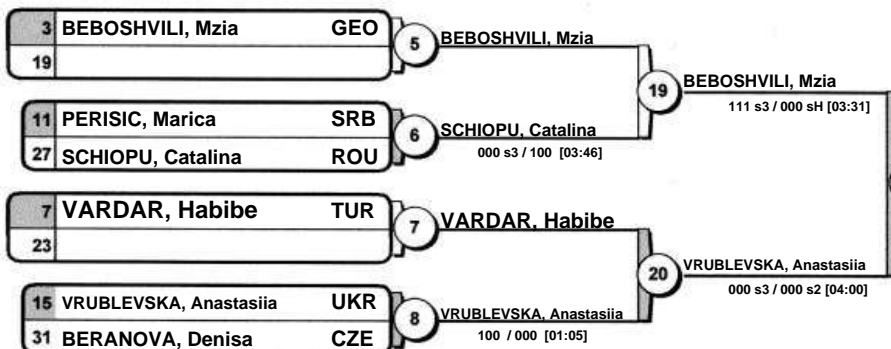 3 BEBOSHVILI, Mzia GEO
19
5
BEBOSHVILI, Mzia
11 PERISIC, Marica SRB
27 SCHIOPU, Catalina ROU
6
SCHIOPU, Catalina
000 s3 / 100 [03:46]
19
BEBOSHVILI, Mzia
111 s3 / 000 sH [03:31]
7 VARDAR, Habibe TUR
23
7
VARDAR, Habibe
15 VRUBLEVSKA, Anastasiia UKR
31 BERANOVA, Denisa CZE
8
VRUBLEVSKA, Anastasiia
100 / 000 [01:05]
20
VRUBLEVSKA, Anastasiia
000 s3 / 000 s2 [04:00]